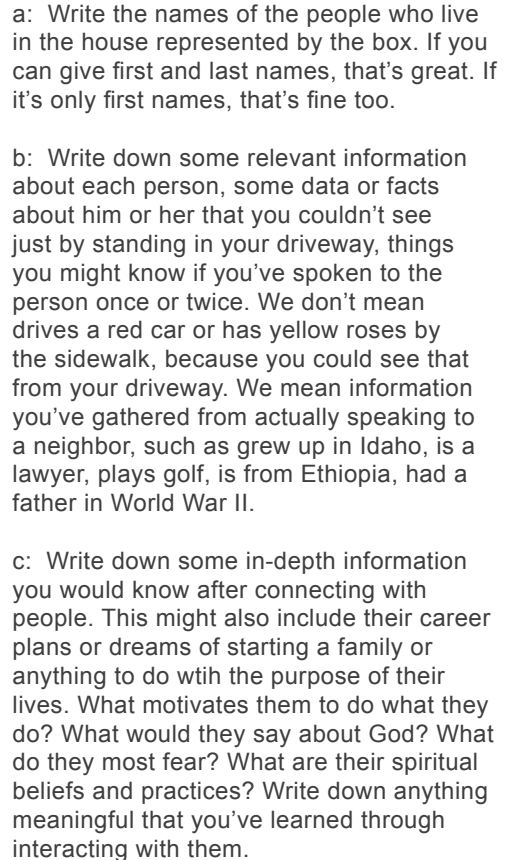 a:  Write the names of the people who live
in the house represented by the box. If you
can give first and last names, that's great. If
it's only first names, that's fine too.

b:  Write down some relevant information
about each person, some data or facts
about him or her that you couldn't see
just by standing in your driveway, things
you might know if you've spoken to the
person once or twice. We don't mean
drives a red car or has yellow roses by
the sidewalk, because you could see that
from your driveway. We mean information
you've gathered from actually speaking to
a neighbor, such as grew up in Idaho, is a
lawyer, plays golf, is from Ethiopia, had a
father in World War II.

c:  Write down some in-depth information
you would know after connecting with
people. This might also include their career
plans or dreams of starting a family or
anything to do wtih the purpose of their
lives. What motivates them to do what they
do? What would they say about God? What
do they most fear? What are their spiritual
beliefs and practices? Write down anything
meaningful that you've learned through
interacting with them.